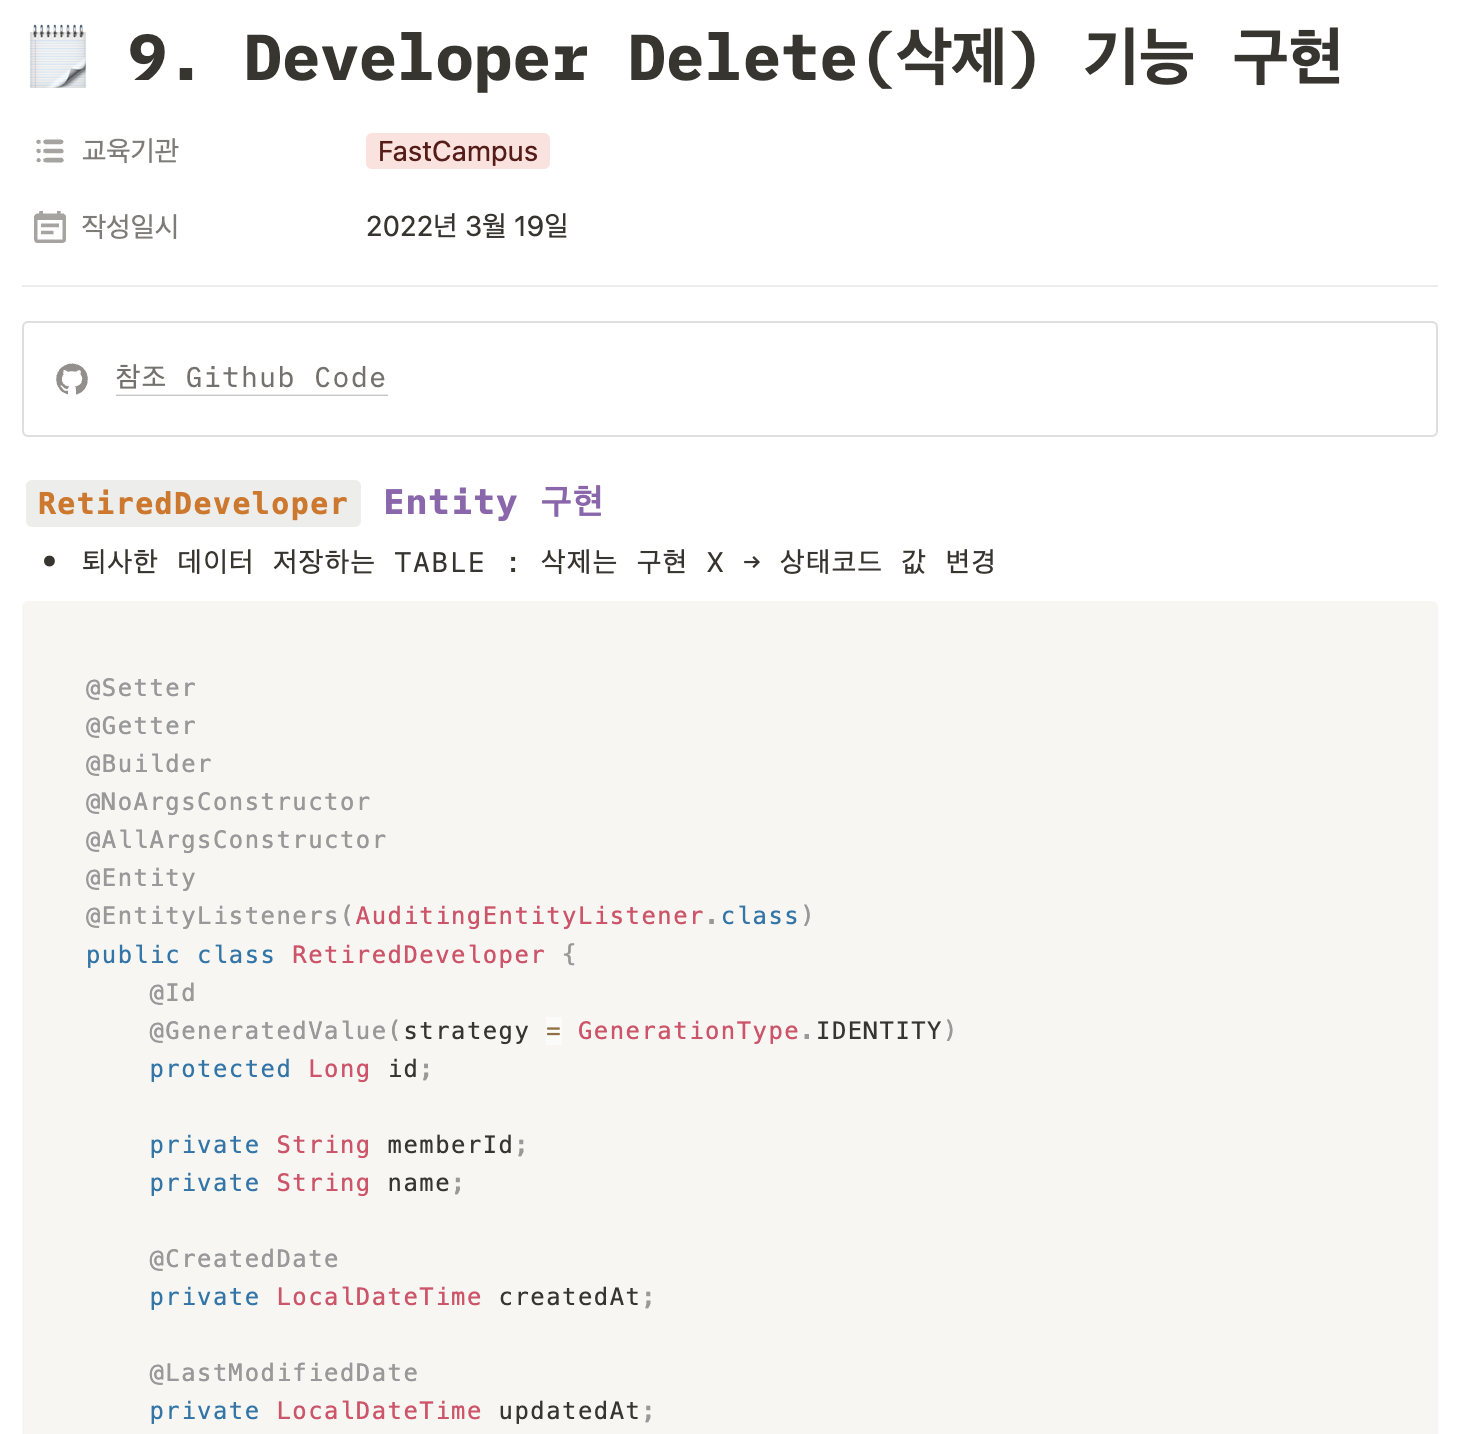 9. Developer Delete(삭제) 기능 구현
교육기관 FastCampus
작성일시 2022년 3월 19일
참조 Github Code
RetiredDeveloper Entity 구현
• 퇴사한 데이터 저장하는 TABLE : 삭제는 구현 X → 상태코드 값 변경
@Setter
@Getter
@Builder
@NoArgsConstructor
@AllArgsConstructor
@Entity
@EntityListeners(AuditingEntityListener.class)
public class RetiredDeveloper {
    @Id
    @GeneratedValue(strategy = GenerationType.IDENTITY)
    protected Long id;
    private String memberId;
    private String name;
    @CreatedDate
    private LocalDateTime createdAt;
    @LastModifiedDate
    private LocalDateTime updatedAt;